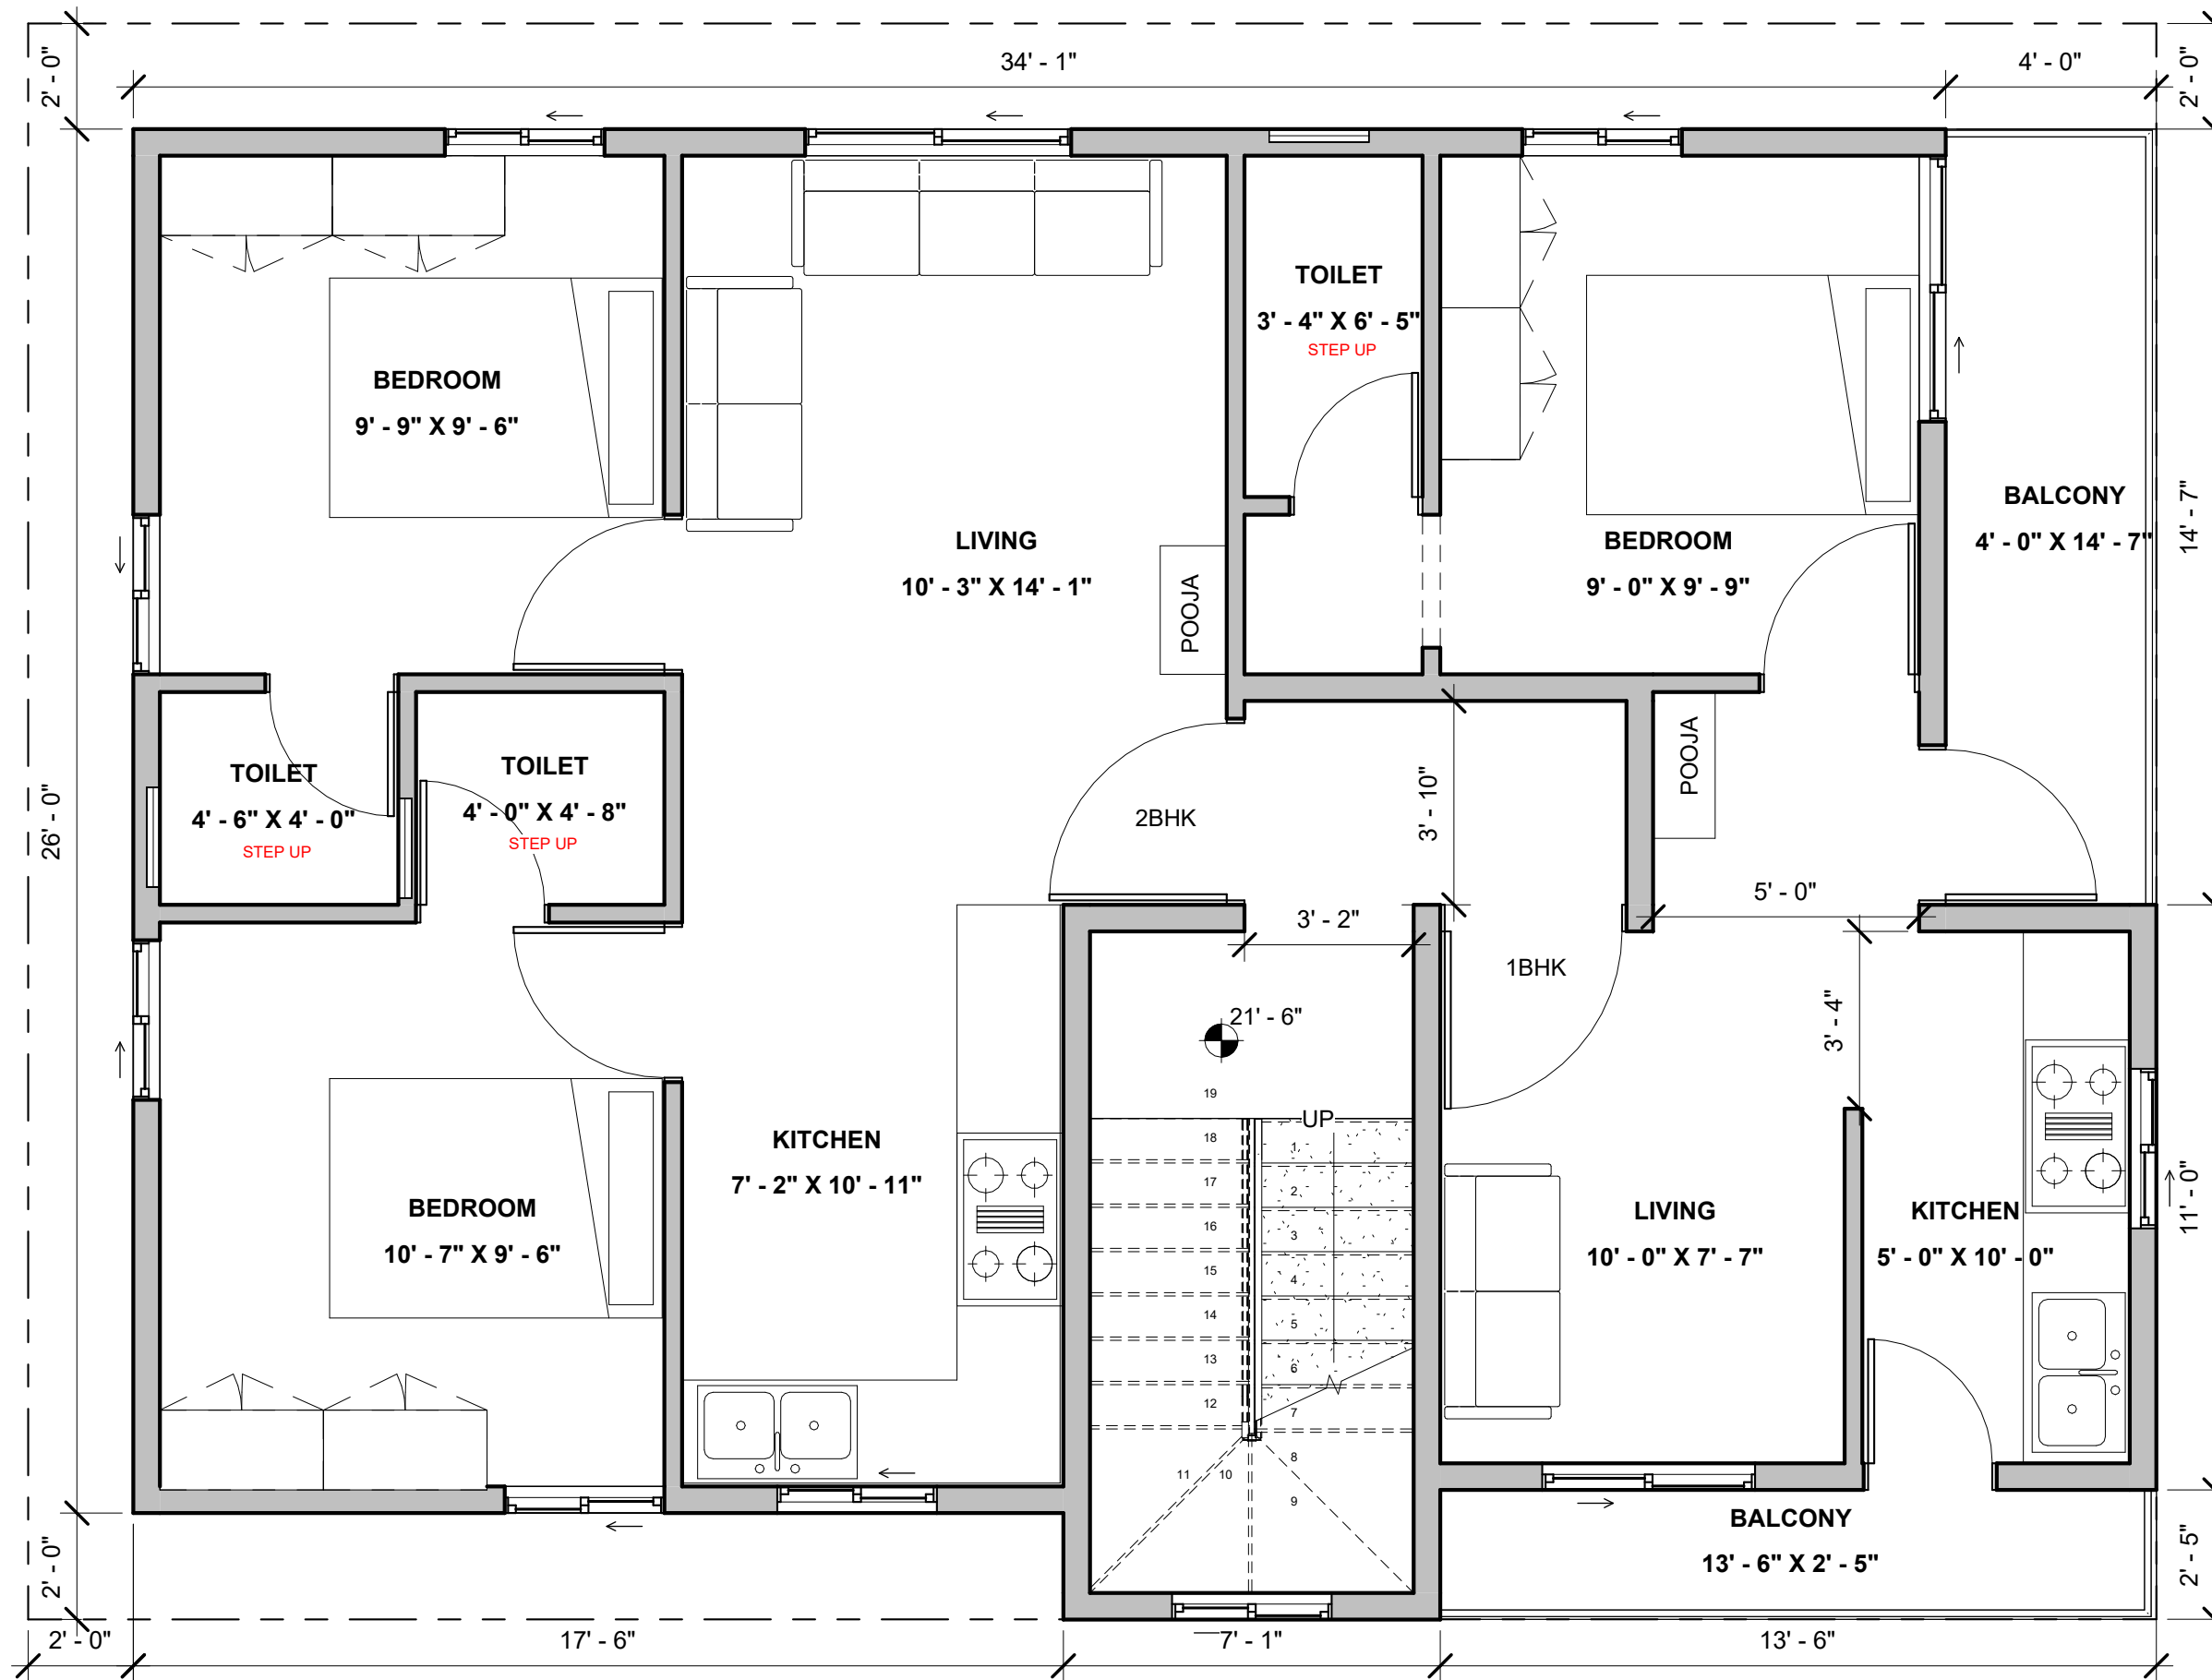 34' - 1"
4' - 0"
2' - 0"
2' - 0"
TOILET
3' - 4" X 6' - 5"
STEP UP
BEDROOM
9' - 9" X 9' - 6"
BALCONY
4' - 0" X 14' - 7"
14' - 7"
LIVING
10' - 3" X 14' - 1"
BEDROOM
9' - 0" X 9' - 9"
POOJA
POOJA
TOILET
4' - 6" X 4' - 0"
STEP UP
TOILET
4' - 0" X 4' - 8"
STEP UP
26' - 0"
2BHK
3' - 10"
5' - 0"
3' - 2"
1BHK
21' - 6"
3' - 4"
19
UP
18
17
16
15
14
13
12
11
10
1
2
3
4
5
6
7
8
9
KITCHEN
7' - 2" X 10' - 11"
BEDROOM
10' - 7" X 9' - 6"
LIVING
10' - 0" X 7' - 7"
KITCHEN
5' - 0" X 10' - 0"
11' - 0"
BALCONY
13' - 6" X 2' - 5"
2' - 0"
2' - 5"
2' - 0"
17' - 6"
7' - 1"
13' - 6"